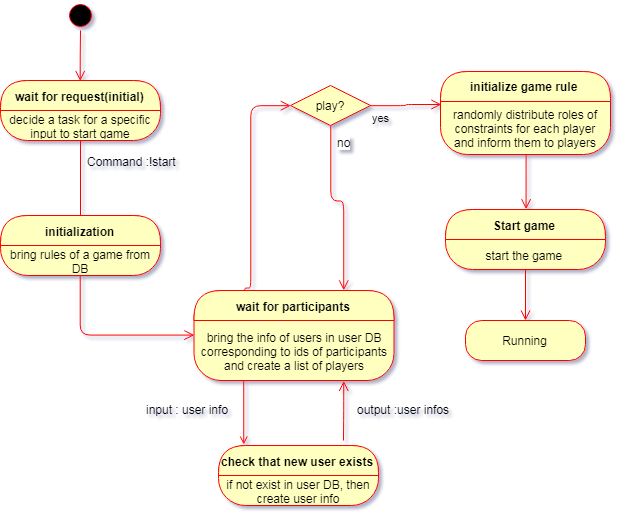 wait for request(initial)
decide a task for a specific
input to start game
Command :!start
initialization
bring rules of a game from
DB
play?
yes
no
initialize game rule
randomly distribute roles of
constraints for each player
and inform them to players
Start game
start the game
Running
wait for participants
bring the info of users in user DB
corresponding to ids of participants
and create a list of players
input : user info
output :user infos
check that new user exists
if not exist in user DB, then
create user info